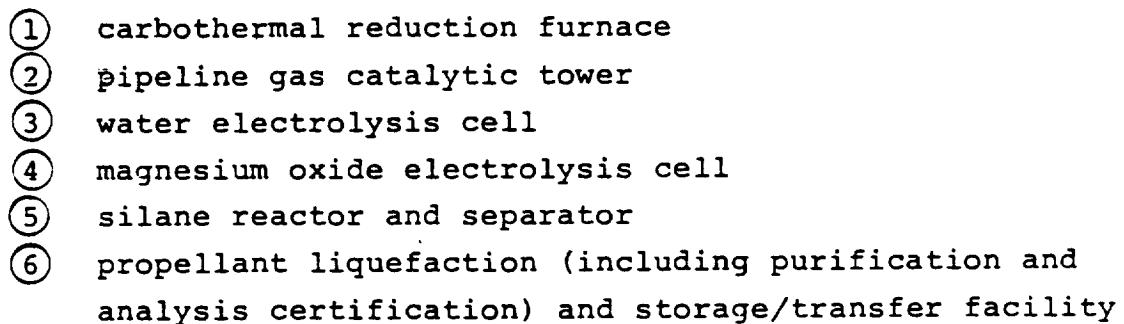 ① carbothermal reduction furnace
② pipeline gas catalytic tower
③ water electrolysis cell
④ magnesium oxide electrolysis cell
⑤ silane reactor and separator
⑥ propellant liquefaction (including purification and
analysis certification) and storage/transfer facility